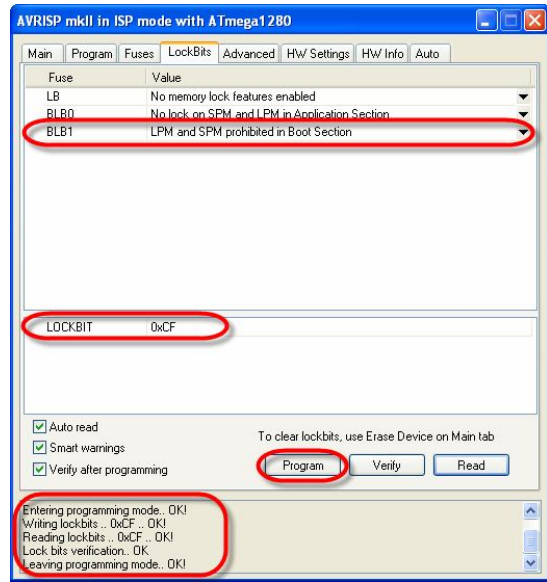 AVRISP mkII in ISP mode with ATmega1280
Main Program Fuses LockBits Advanced HW Settings HW Info Auto
Fuse Value
LB No memory lock features enabled
BLB0 No lock on SPM and LPM in Application Section
BLB1 LPM and SPM prohibited in Boot Section
LOCKBIT 0xCF
Auto read
To clear lockbits, use Erase Device on Main tab
Smart warnings
Verify after programming
Program Verify Read
Entering programming mode.. OK!
Writing lockbits .. 0xCF .. OK!
Reading lockbits .. 0xCF .. OK!
Lock bits verification.. OK
Leaving programming mode.. OK!